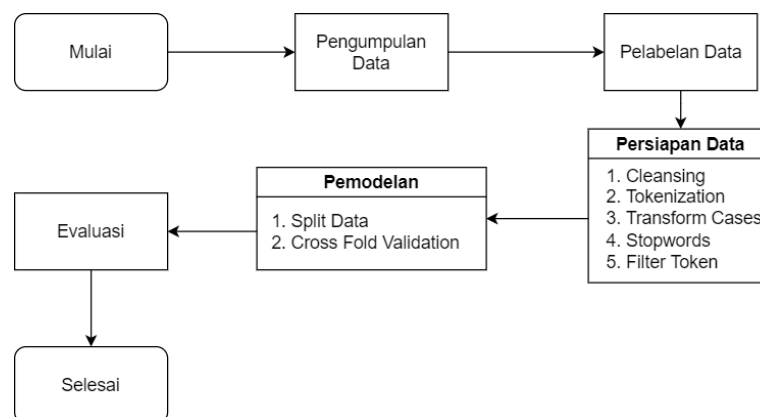 Mulai
Pengumpulan
Data
Pelabelan Data
Persiapan Data
1. Cleansing
2. Tokenization
3. Transform Cases
4. Stopwords
5. Filter Token
Pemodelan
1. Split Data
2. Cross Fold Validation
Evaluasi
Selesai